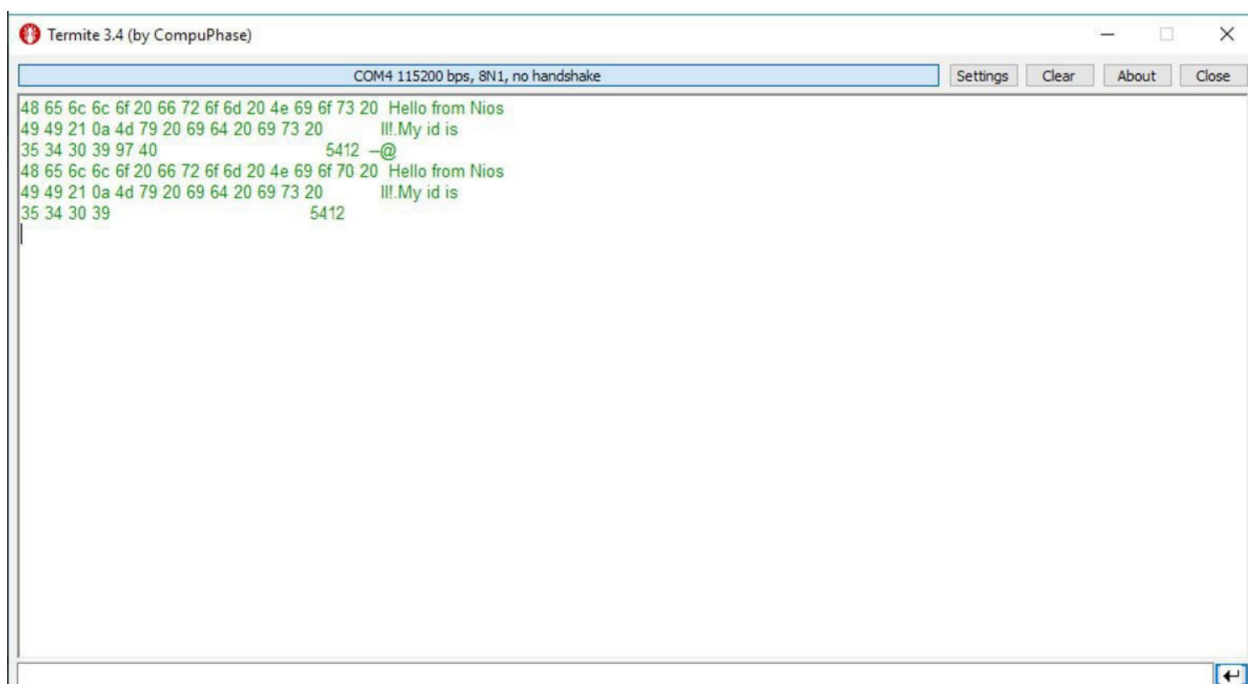 Termite 3.4 (by CompuPhase)
COM4 115200 bps, 8N1, no handshake
Settings
Clear
About
Close
48 65 6c 6c 6f 20 66 72 6f 6d 20 4e 69 6f 73 20 Hello from Nios
49 49 21 0a 4d 79 20 69 64 20 69 73 20 II!.My id is
35 34 30 39 97 40 5412 —@
48 65 6c 6c 6f 20 66 72 6f 6d 20 4e 69 6f 70 20 Hello from Nios
49 49 21 0a 4d 79 20 69 64 20 69 73 20 II!.My id is
35 34 30 39 5412